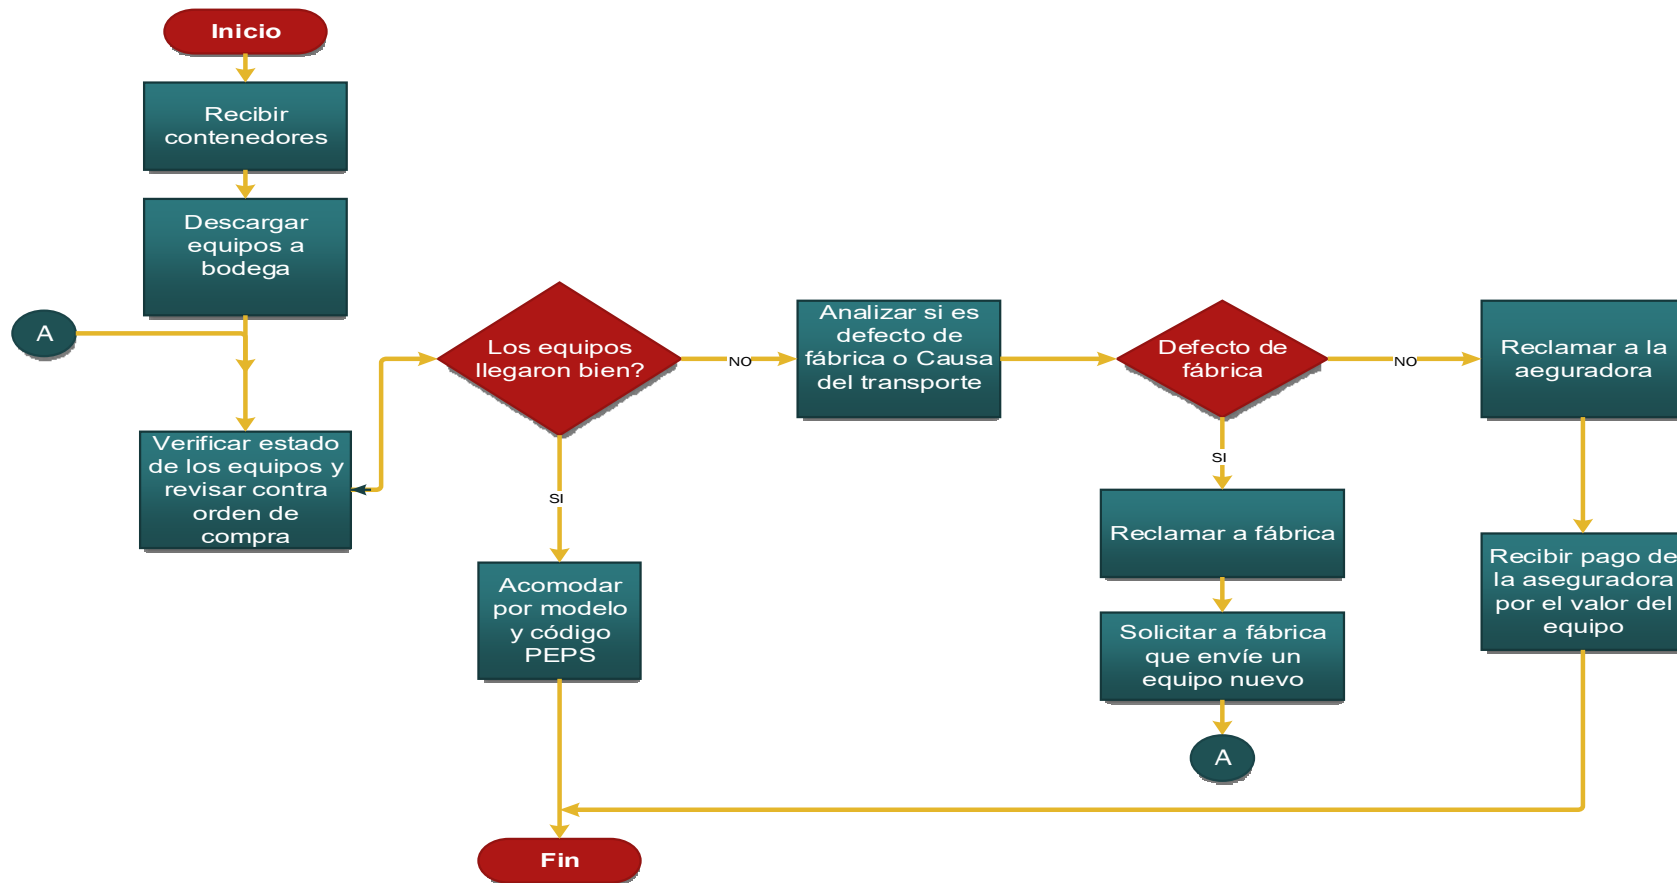 Inicio
Recibir
contenedores
Descargar
equipos a
bodega
A
Verificar estado
de los equipos y
revisar contra
orden de
compra
Los equipos
llegaron bien?
NO
SI
Acomodar
por modelo
y código
PEPS
Analizar si es
defecto de
fábrica o Causa
del transporte
Defecto de
fábrica
NO
SI
Reclamar a fábrica
Solicitar a fábrica
que envíe un
equipo nuevo
A
Reclamar a la
aeguradora
Recibir pago de
la aseguradora
por el valor del
equipo
Fin